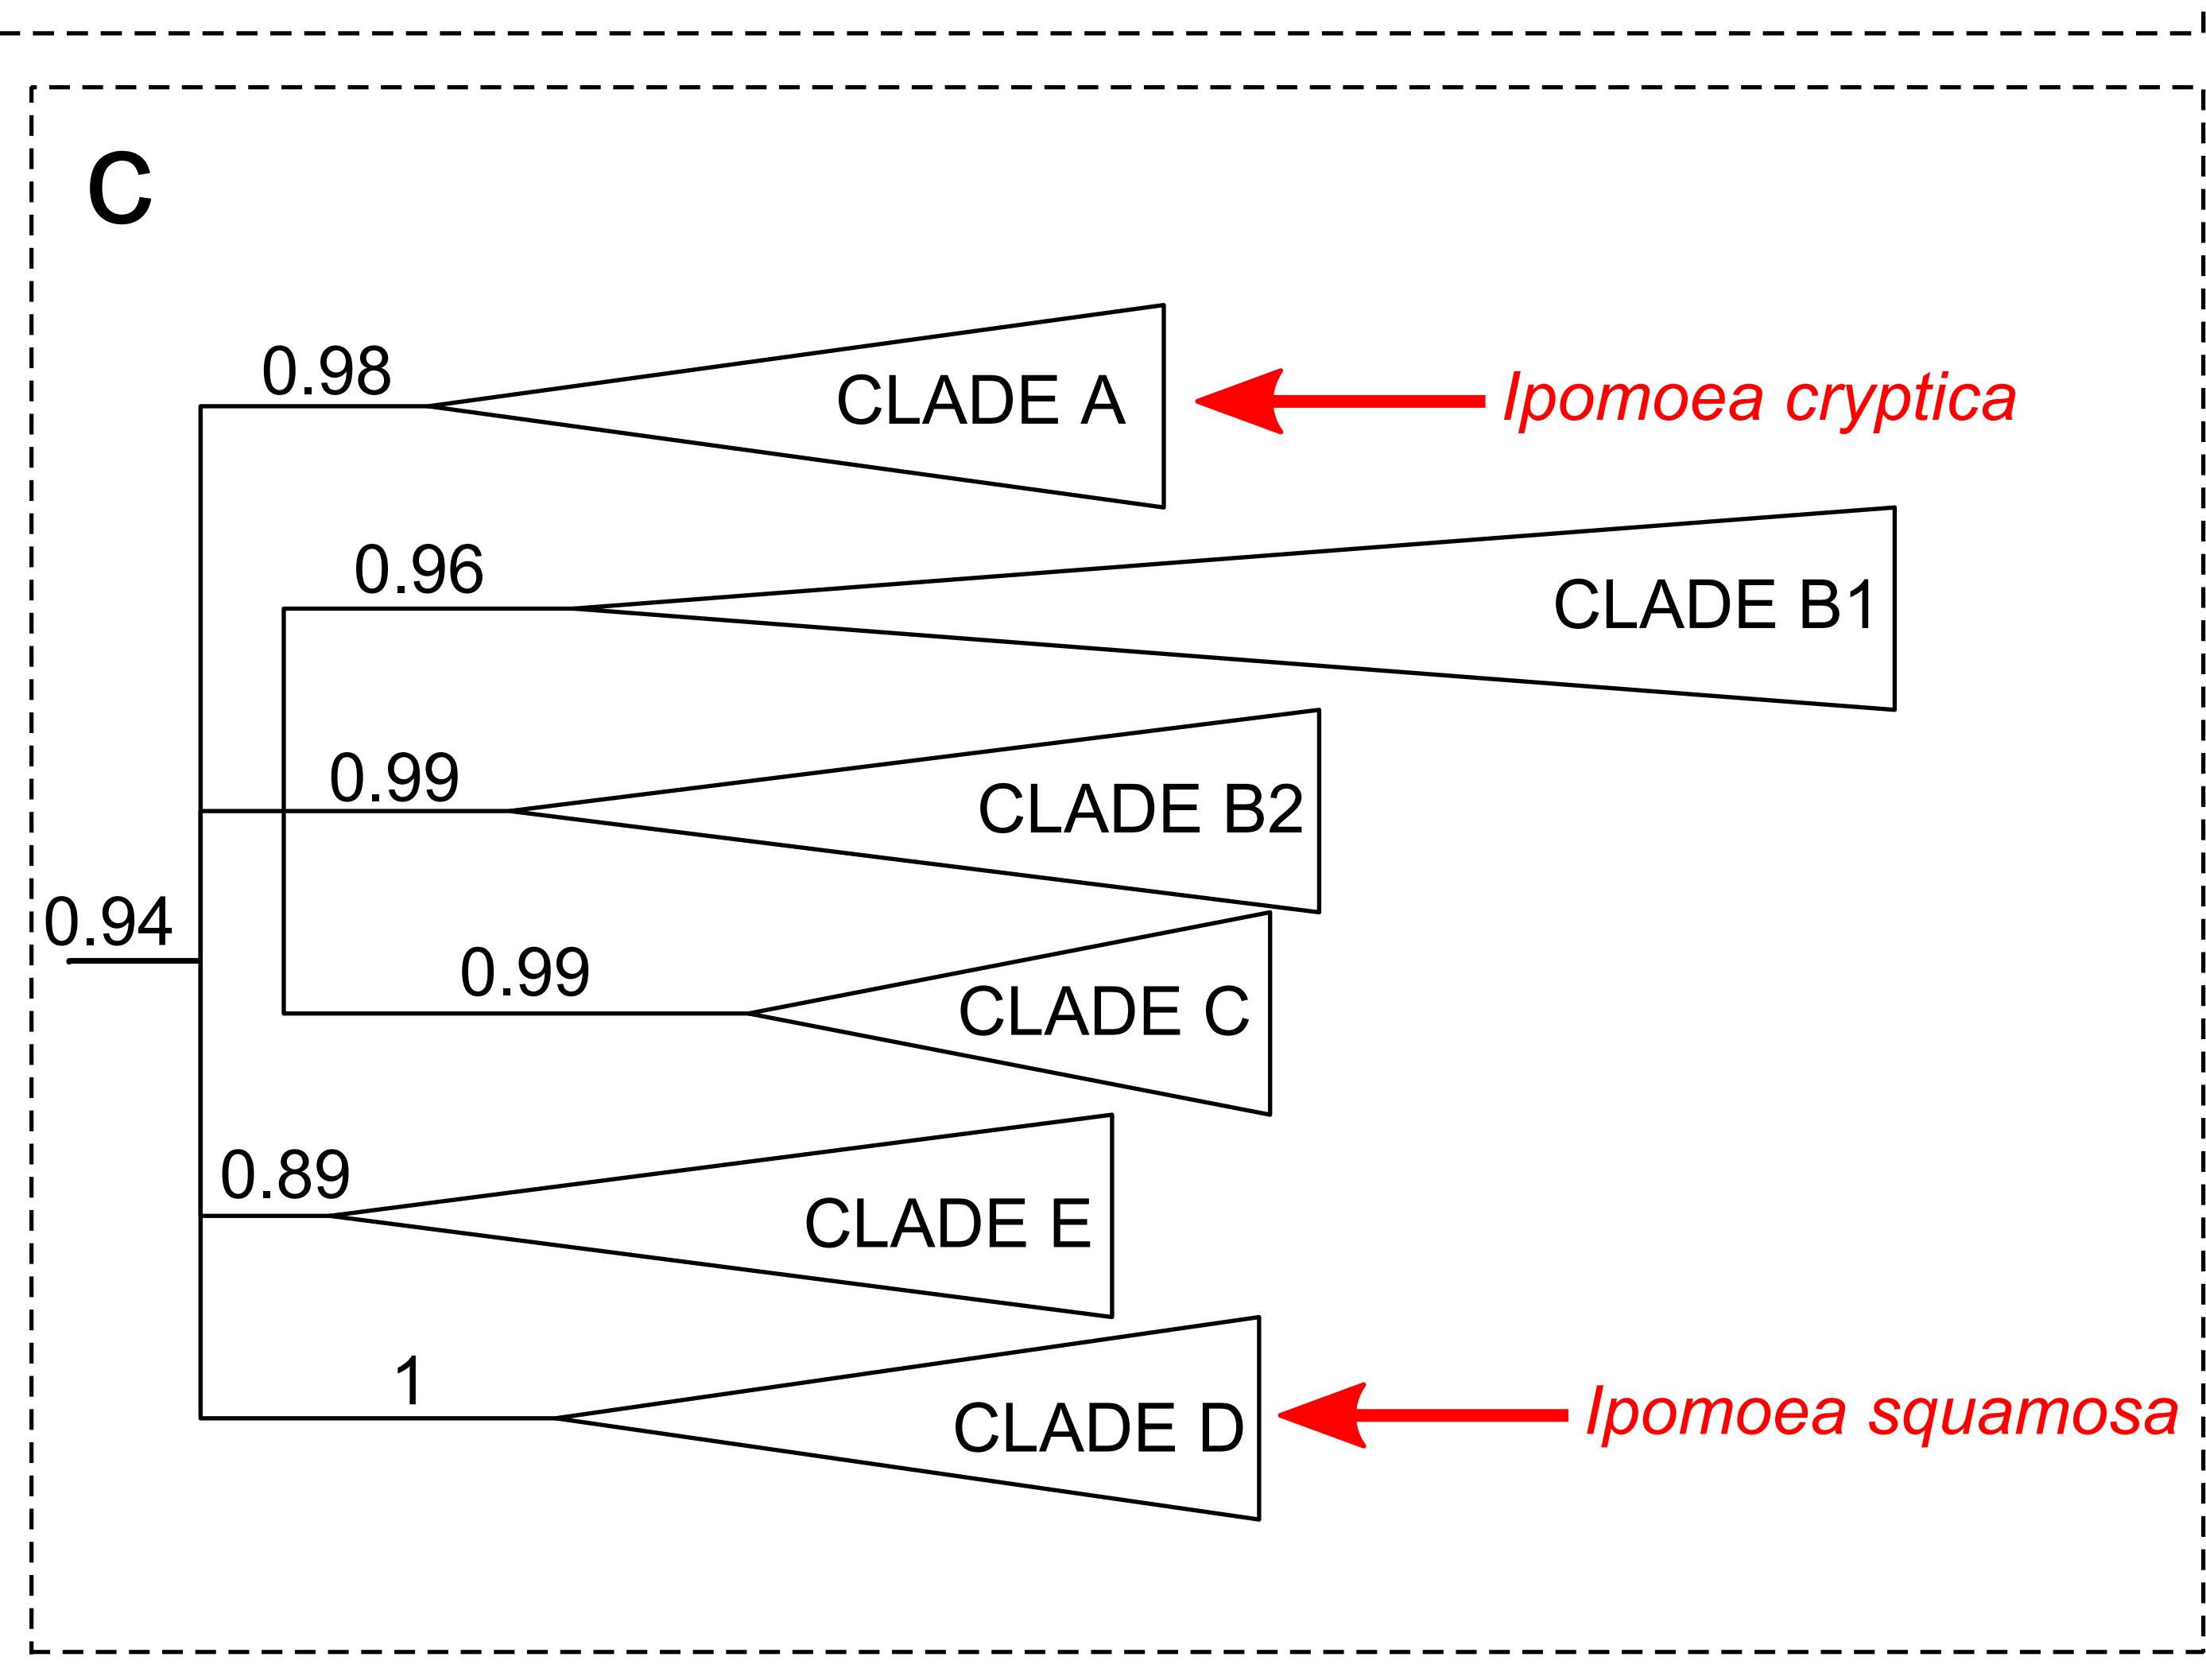 C
0.98
CLADE A
Ipomoea cryptica
0.96
CLADE B1
0.99
CLADE B2
0.94
0.99
CLADE C
0.89
CLADE E
1
CLADE D
Ipomoea squamosa